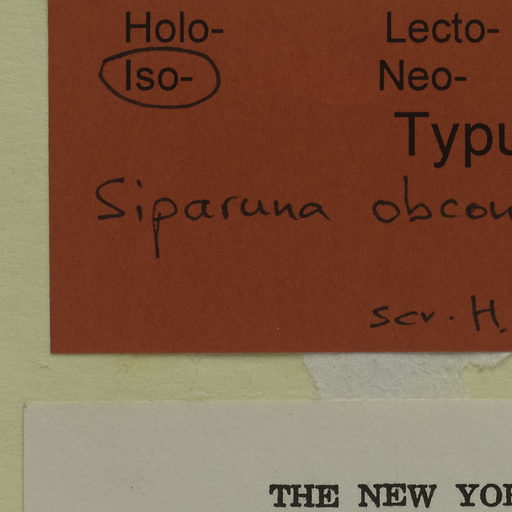 Holo- Lecto-
Iso- Neo-
Typu
Siparuna obcon
scr. H.
THE NEW YOR